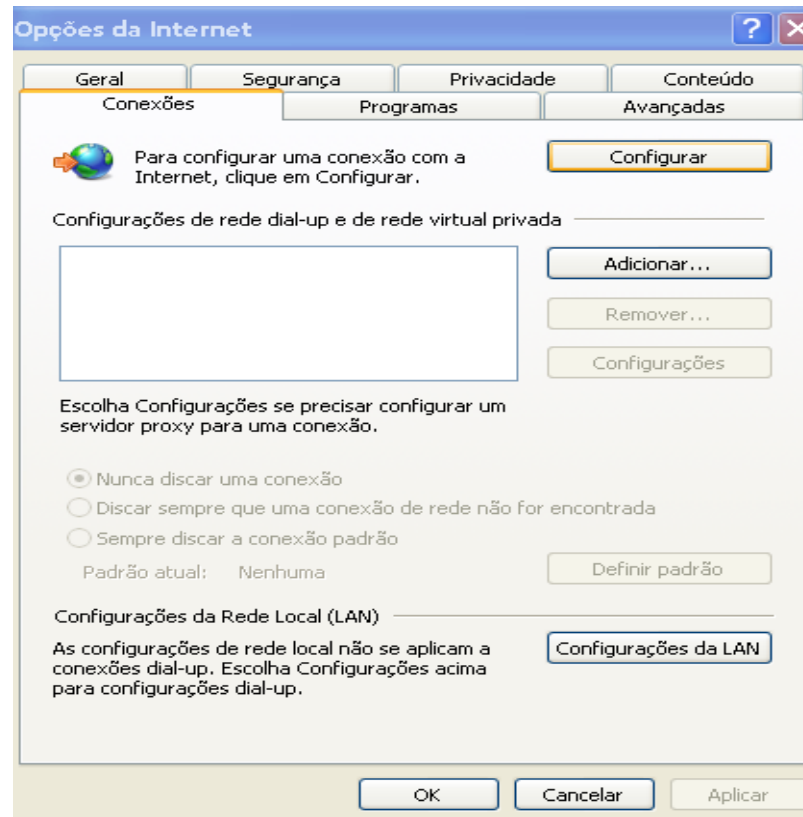 Opções da Internet
?
Geral Segurança Privacidade Conteúdo
Conexões Programas Avançadas
Para configurar uma conexão com a
Internet, clique em Configurar.
Configurar
Configurações de rede dial-up e de rede virtual privada
Adicionar...
Remover...
Configurações
Escolha Configurações se precisar configurar um
servidor proxy para uma conexão.
Nunca discar uma conexão
Discar sempre que uma conexão de rede não for encontrada
Sempre discar a conexão padrão
Padrão atual: Nenhuma
Definir padrão
Configurações da Rede Local (LAN)
As configurações de rede local não se aplicam a
conexões dial-up. Escolha Configurações acima
para configurações dial-up.
Configurações da LAN
OK Cancelar Aplicar